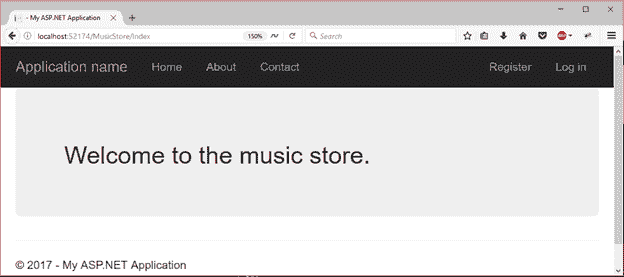 - My ASP.NET Application
localhost:52174/MusicStore/Index
150%
Search
Application name
Home
About
Contact
Register
Log in
Welcome to the music store.
© 2017 - My ASP.NET Application